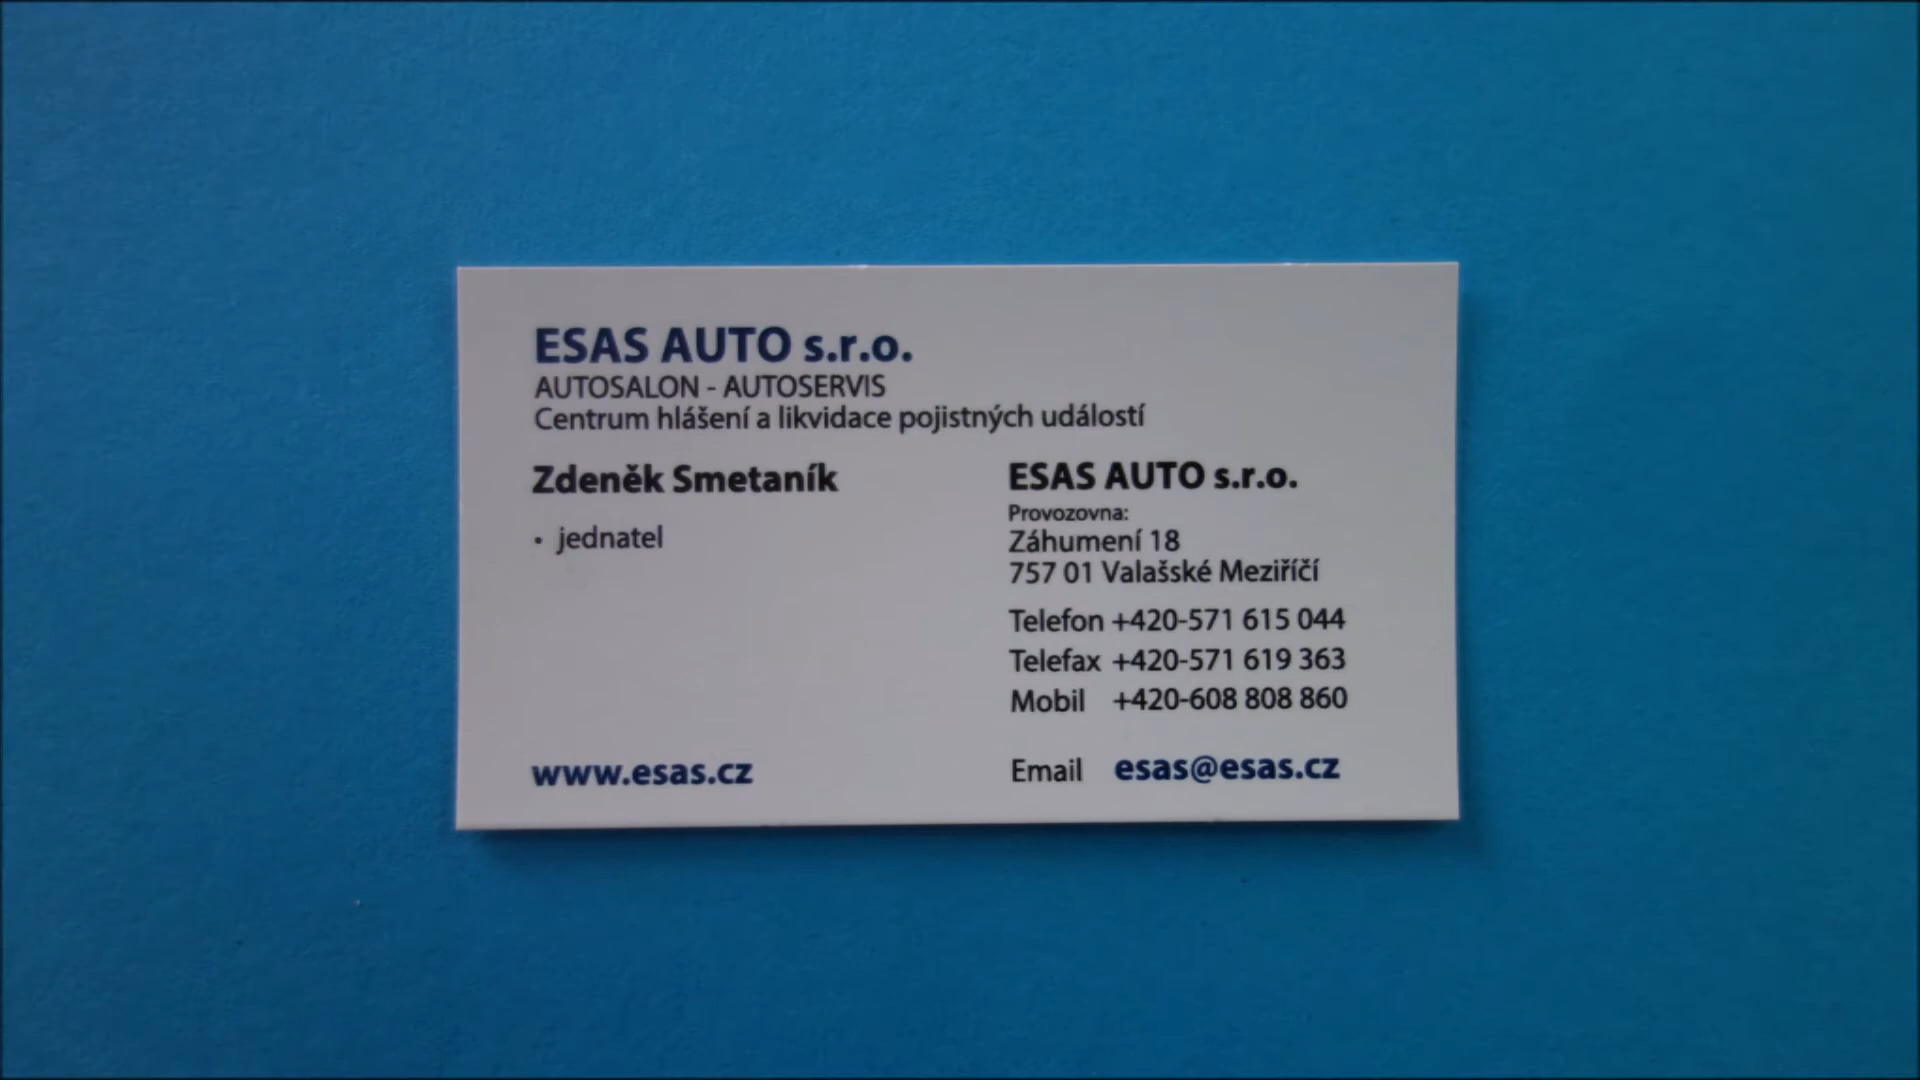 ESAS AUTO s.r.o.
AUTOSALON - AUTOSERVIS
Centrum hlášení a likvidace pojistných událostí
Zdeněk Smetaník
• jednatel
www.esas.cz
ESAS AUTO s.r.o.
Provozovna:
Záhumení 18
757 01 Valašské Meziříčí
Telefon +420-571 615 044
Telefax +420-571 619 363
Mobil +420-608 808 860
Email esas@esas.cz